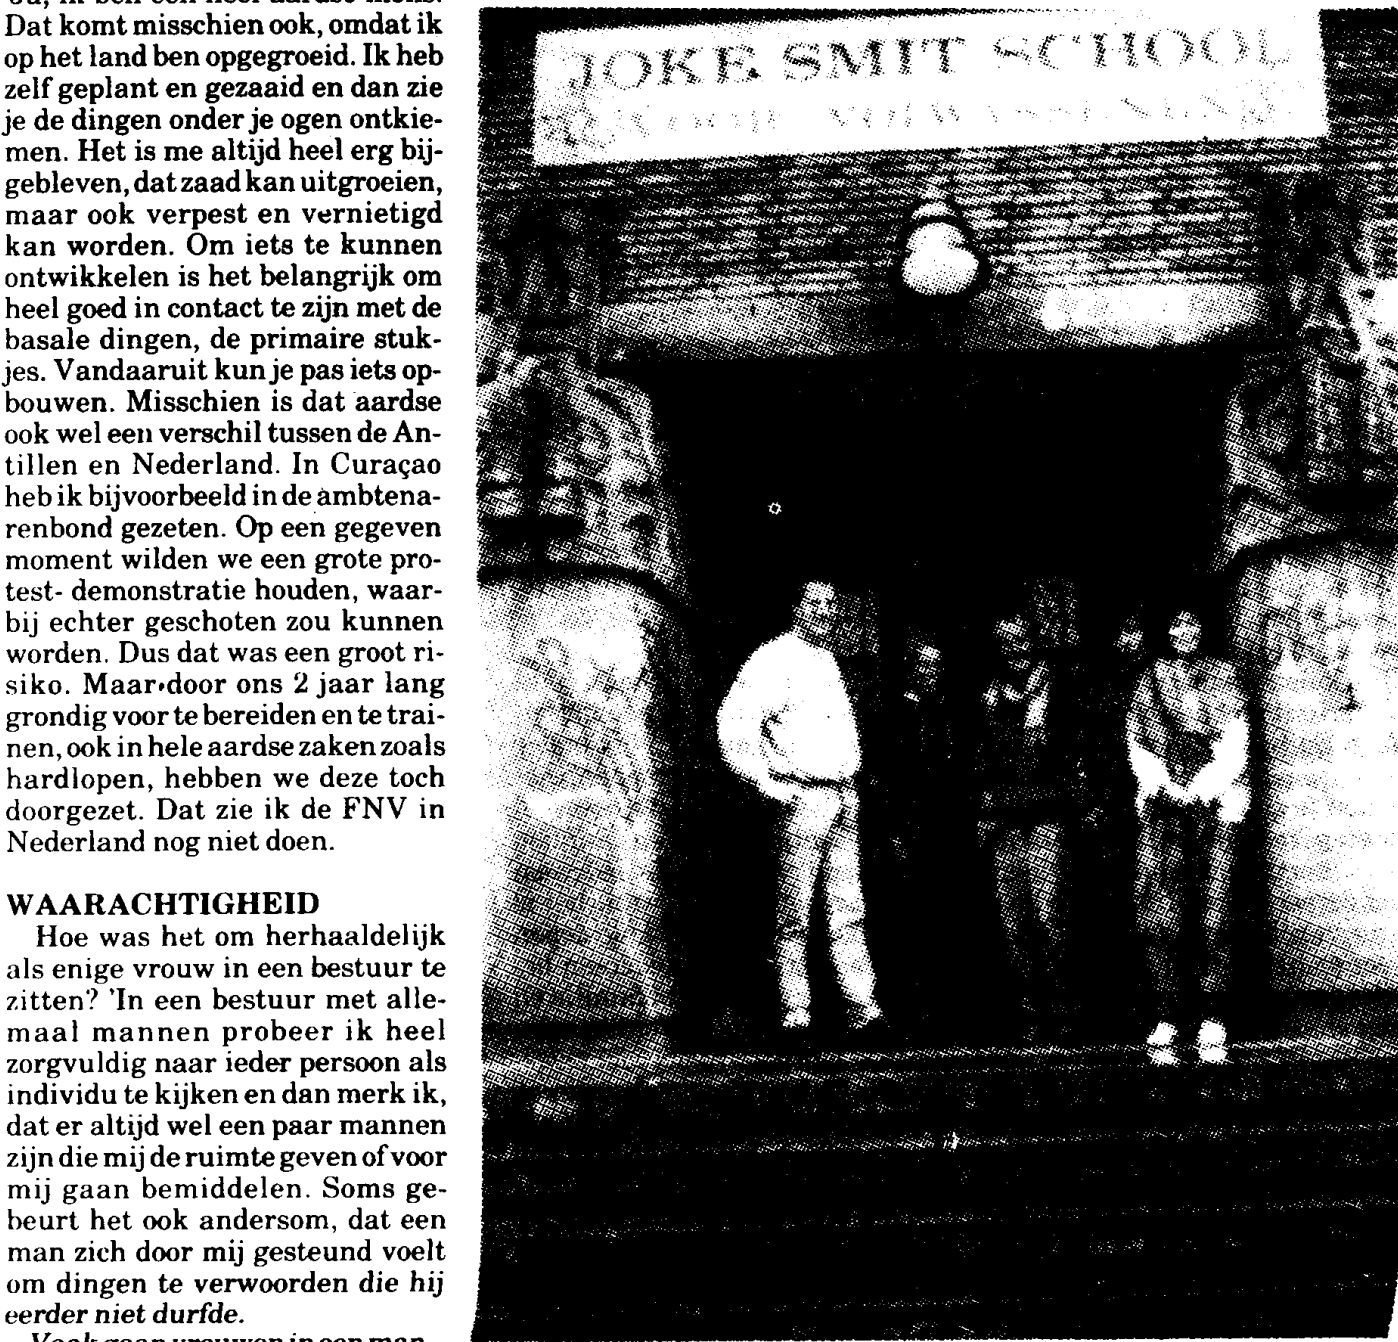 Dat komt misschien ook, omdat ik
op het land ben opgegroeid. Ik heb
zelf geplant en gezaaid en dan zie
je de dingen onder je ogen ontkie-
men. Het is me altijd heel erg bij-
gebleven, dat zaad kan uitgroeien,
maar ook verpest en vernietigd
kan worden. Om iets te kunnen
ontwikkelen is het belangrijk om
heel goed in contact te zijn met de
basale dingen, de primaire stuk-
jes. Vandaaruit kun je pas iets op-
bouwen. Misschien is dat aardse
ook wel een verschil tussen de An-
tillen en Nederland. In Curaçao
heb ik bijvoorbeeld in de ambtena-
renbond gezeten. Op een gegeven
moment wilden we een grote pro-
test- demonstratie houden, waar-
bij echter geschoten zou kunnen
worden. Dus dat was een groot ri-
siko. Maar door ons 2 jaar lang
grondig voor te bereiden en te trai-
nen, ook in hele aardse zaken zoals
hardlopen, hebben we deze toch
doorgezet. Dat zie ik de FNV in
Nederland nog niet doen.
WAARACHTIGHEID
Hoe was het om herhaaldelijk
als enige vrouw in een bestuur te
zitten? 'In een bestuur met alle-
maal mannen probeer ik heel
zorgvuldig naar ieder persoon als
individu te kijken en dan merk ik,
dat er altijd wel een paar mannen
zijn die mij de ruimte geven of voor
mij gaan bemiddelen. Soms ge-
beurt het ook andersom, dat een
man zich door mij gesteund voelt
om dingen te verwoorden die hij
eerder niet durfde.
JOKE SMIT SCHOOL
VOOR VOLWASSENEN